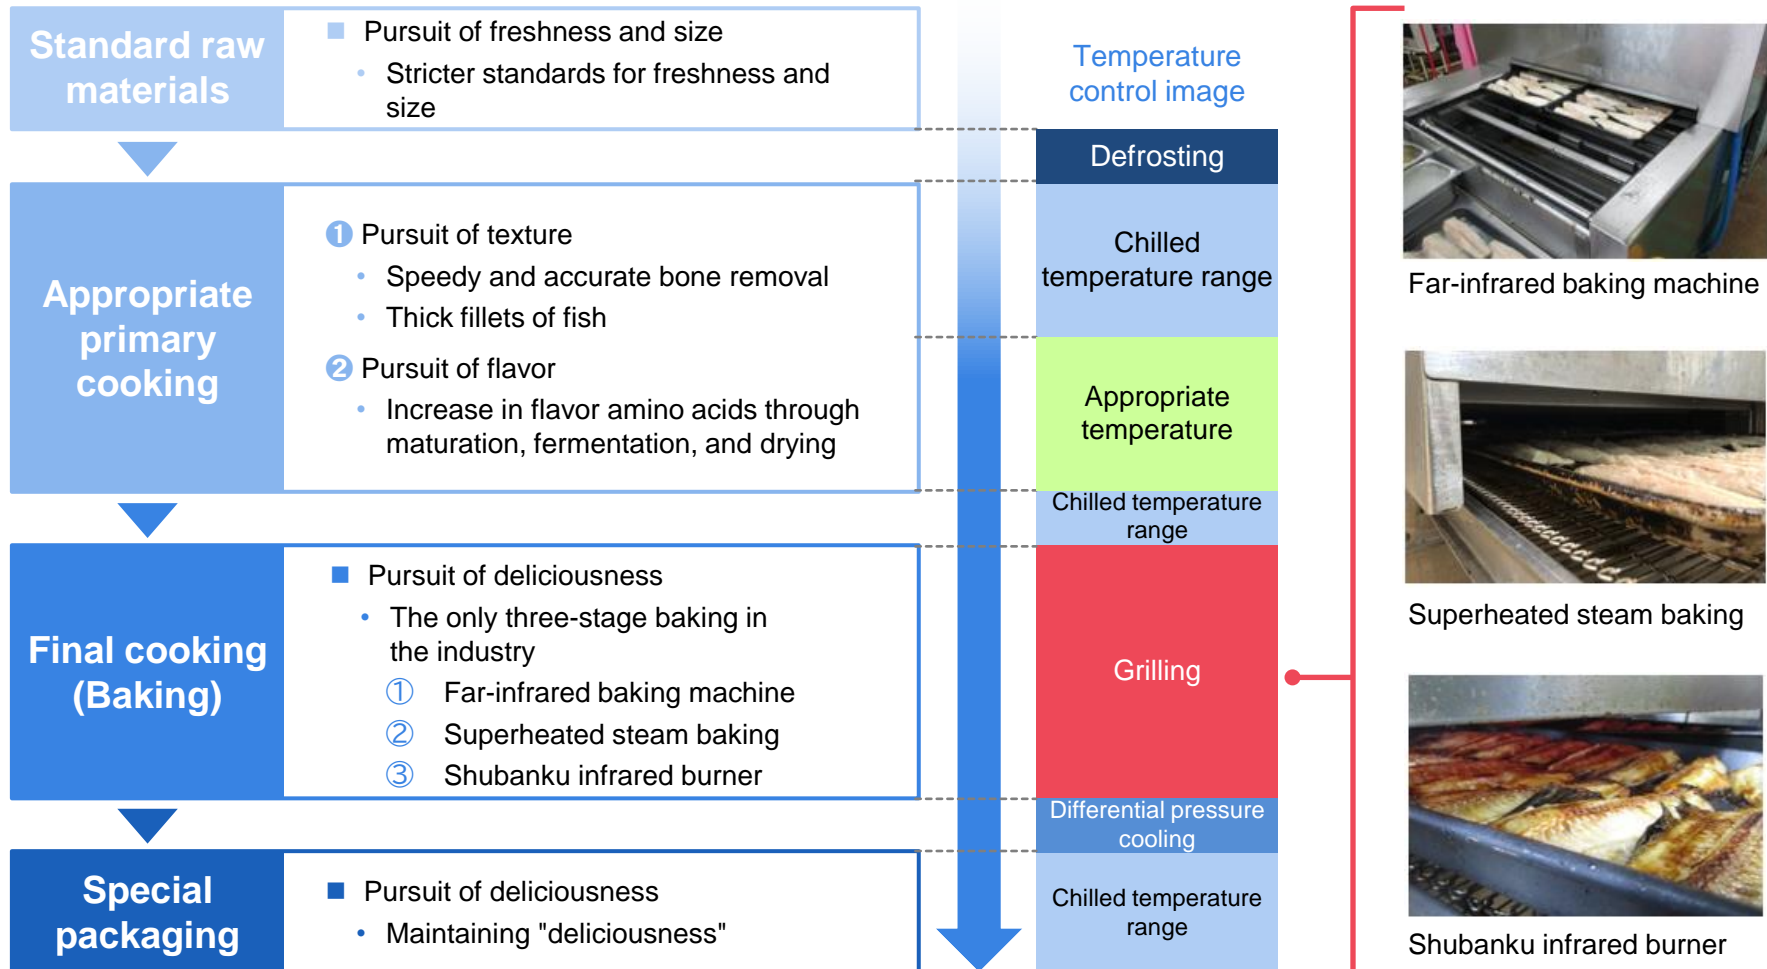 Standard raw
materials
■ Pursuit of freshness and size
• Stricter standards for freshness and
size
Appropriate
primary
cooking
❶ Pursuit of texture
• Speedy and accurate bone removal
• Thick fillets of fish
❷ Pursuit of flavor
• Increase in flavor amino acids through
maturation, fermentation, and drying
Final cooking
(Baking)
■ Pursuit of deliciousness
• The only three-stage baking in
the industry
① Far-infrared baking machine
② Superheated steam baking
③ Shubanku infrared burner
Special
packaging
■ Pursuit of deliciousness
• Maintaining "deliciousness"
Temperature
control image
Defrosting
Chilled
temperature range
Appropriate
temperature
Chilled temperature
range
Grilling
Differential pressure
cooling
Chilled temperature
range
Far-infrared baking machine
Superheated steam baking
Shubanku infrared burner